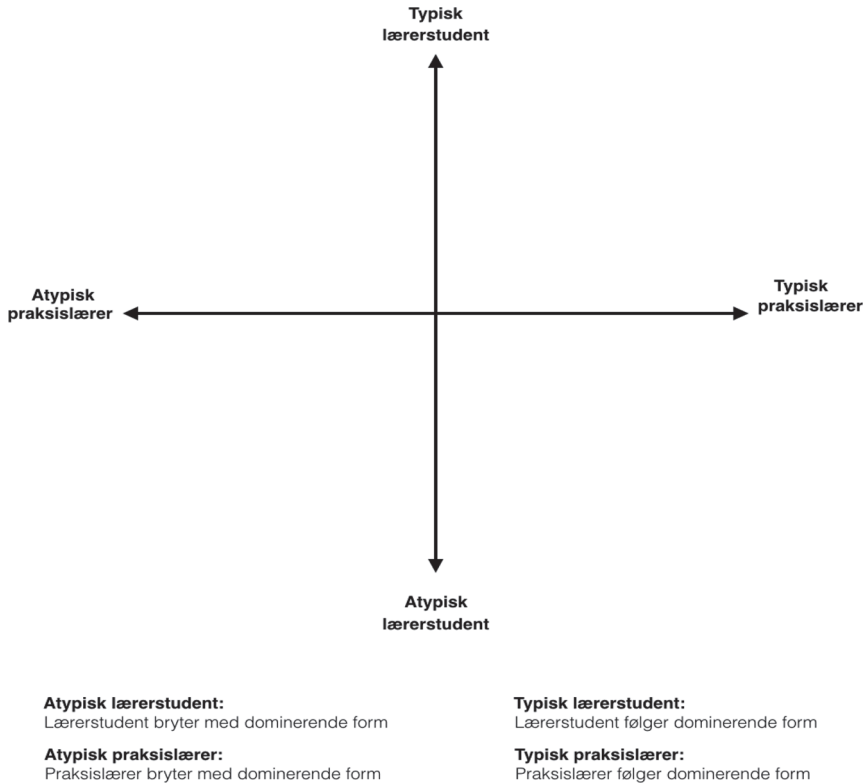 Typisk
lærerstudent
Atypisk
praksislærer
Typisk
praksislærer
Atypisk
lærerstudent
Atypisk lærerstudent:
Lærerstudent bryter med dominerende form
Atypisk praksislærer:
Praksislærer bryter med dominerende form
Typisk lærerstudent:
Lærerstudent følger dominerende form
Typisk praksislærer:
Praksislærer følger dominerende form